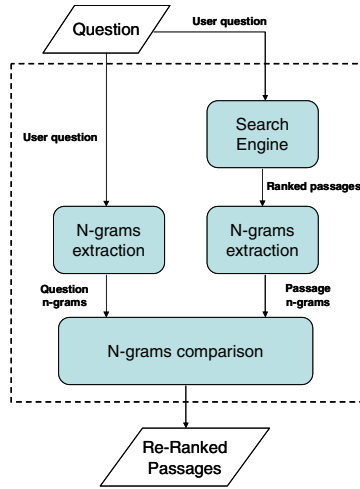 Question
User question
User question
Search
Engine
Ranked passages
N-grams
extraction
N-grams
extraction
Question
n-grams
Passage
n-grams
N-grams comparison
Re-Ranked
Passages